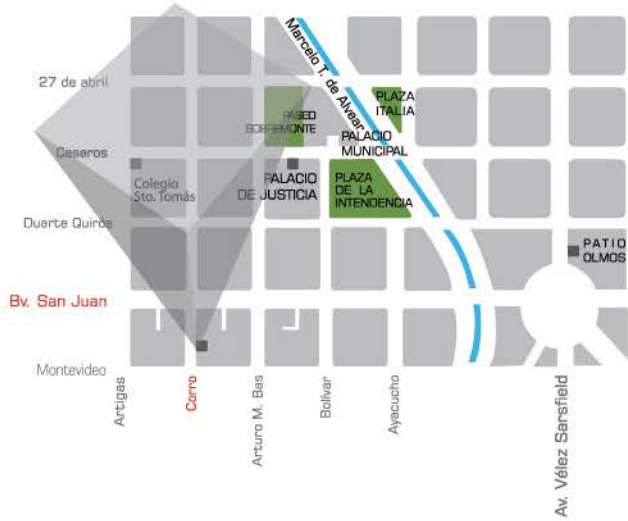 Marcelo T. de Alvear
27 de abril
PLAZA
ITALIA
PASEO
SOBREMONTE
PALACIO
MUNICIPAL
Caseros
Colegio
Sto. Tomás
PALACIO
DE JUSTICIA
PLAZA
DE LA
INTENDENCIA
Duarte Quirós
PATIO
OLMOS
Bv. San Juan
Montevideo
Artigas
Corro
Arturo M. Bas
Bolívar
Ayacucho
Av. Vélez Sarsfield